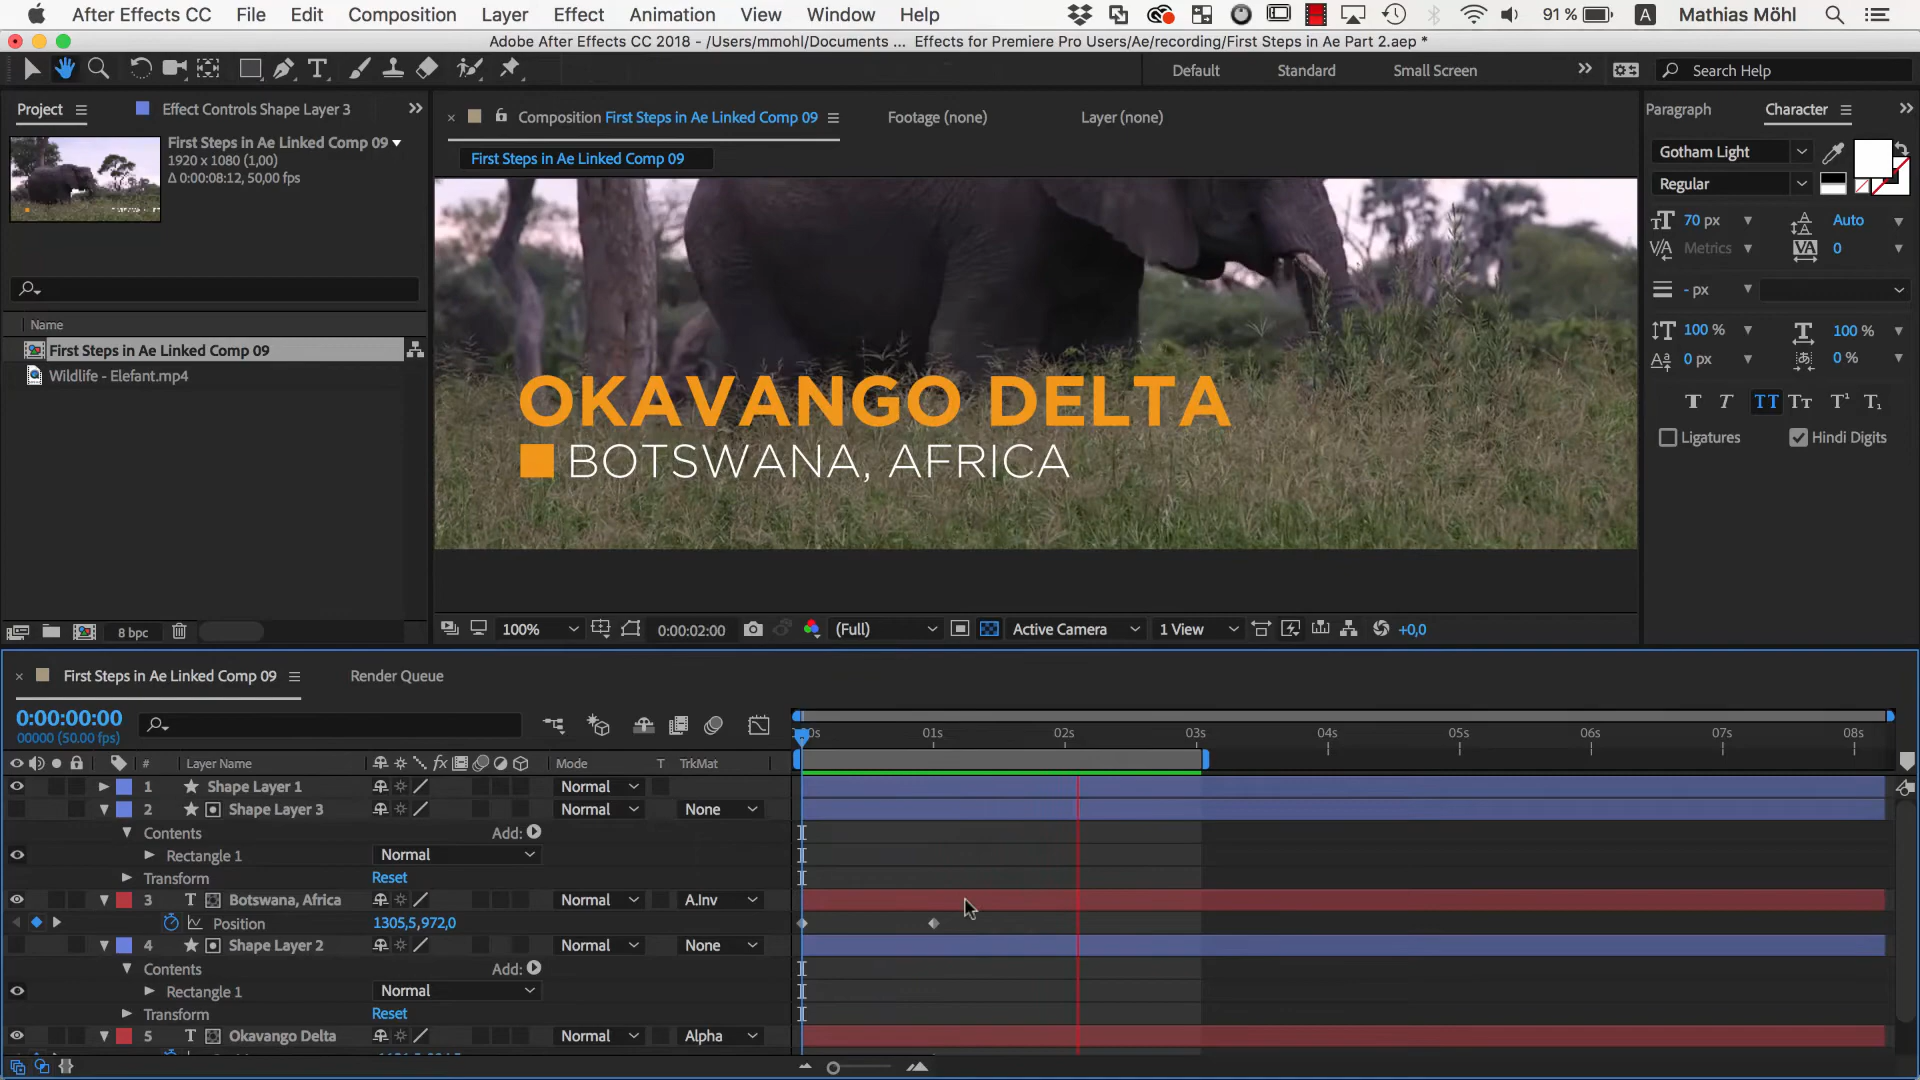 After Effects CC File Edit Composition Layer Effect Animation View Window Help 91 % A Mathias Möhl
Adobe After Effects CC 2018 - /Users/mmohl/Documents ... Effects for Premiere Pro Users/Ae/recording/First Steps in Ae Part 2.aep *
Default Standard Small Screen Search Help
Project Effect Controls Shape Layer 3
First Steps in Ae Linked Comp 09
1920 x 1080 (1,00)
Δ 0:00:08:12, 50,00 fps
Name
First Steps in Ae Linked Comp 09
Wildlife - Elefant.mp4
8 bpc
Composition First Steps in Ae Linked Comp 09 Footage (none) Layer (none)
First Steps in Ae Linked Comp 09
OKAVANGO DELTA
BOTSWANA, AFRICA
100% 0:00:02:00 (Full) Active Camera 1 View +0,0
Paragraph Character
Gotham Light
Regular
70 px Auto
Metrics 0
- px
100 % 100 %
0 px 0 %
Ligatures Hindi Digits
First Steps in Ae Linked Comp 09 Render Queue
0:00:00:00
00000 (50.00 fps)
01s 02s 03s 04s 05s 06s 07s 08s
# Layer Name fx Mode T TrkMat
1 Shape Layer 1 Normal
2 Shape Layer 3 Normal None
Contents Add:
Rectangle 1 Normal
Transform Reset
3 T Botswana, Africa Normal A.Inv
Position 1305,5,972,0
4 Shape Layer 2 Normal None
Contents Add:
Rectangle 1 Normal
Transform Reset
5 T Okavango Delta Normal Alpha